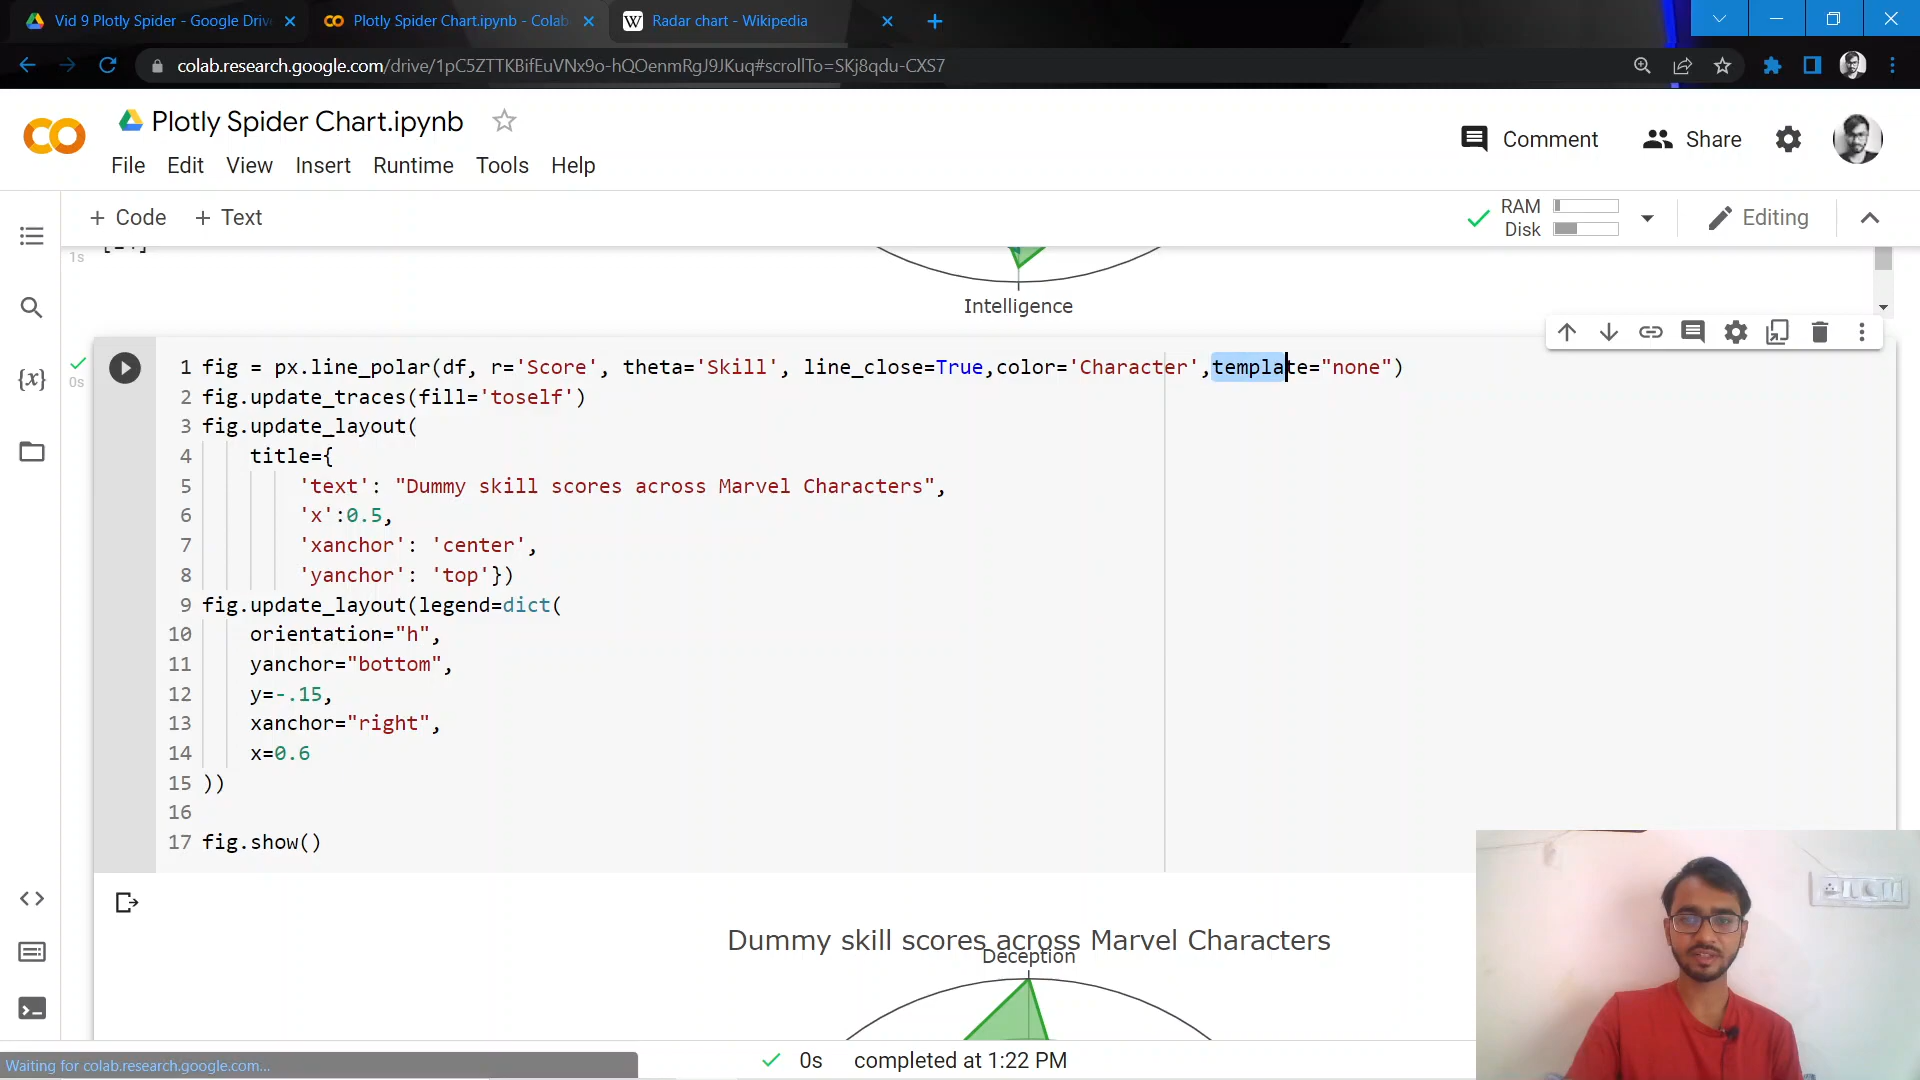 Vid 9 Plotly Spider - Google Drive
Plotly Spider Chart.ipynb - Colab
Radar chart - Wikipedia
colab.research.google.com/drive/1pC5ZTTKBifEuVNx9o-hQOenmRgJ9JKuq#scrollTo=SKj8qdu-CXS7
Plotly Spider Chart.ipynb
Comment
Share
File Edit View Insert Runtime Tools Help
+ Code + Text
RAM
Disk
Editing
1s
Intelligence
0s
1 fig = px.line_polar(df, r='Score', theta='Skill', line_close=True,color='Character',template="none")
2 fig.update_traces(fill='toself')
3 fig.update_layout(
4 title={
5 'text': "Dummy skill scores across Marvel Characters",
6 'x':0.5,
7 'xanchor': 'center',
8 'yanchor': 'top'})
9 fig.update_layout(legend=dict(
10 orientation="h",
11 yanchor="bottom",
12 y=-.15,
13 xanchor="right",
14 x=0.6
15 ))
16
17 fig.show()
{x}
Dummy skill scores across Marvel Characters
Deception
Waiting for colab.research.google.com...
0s completed at 1:22 PM